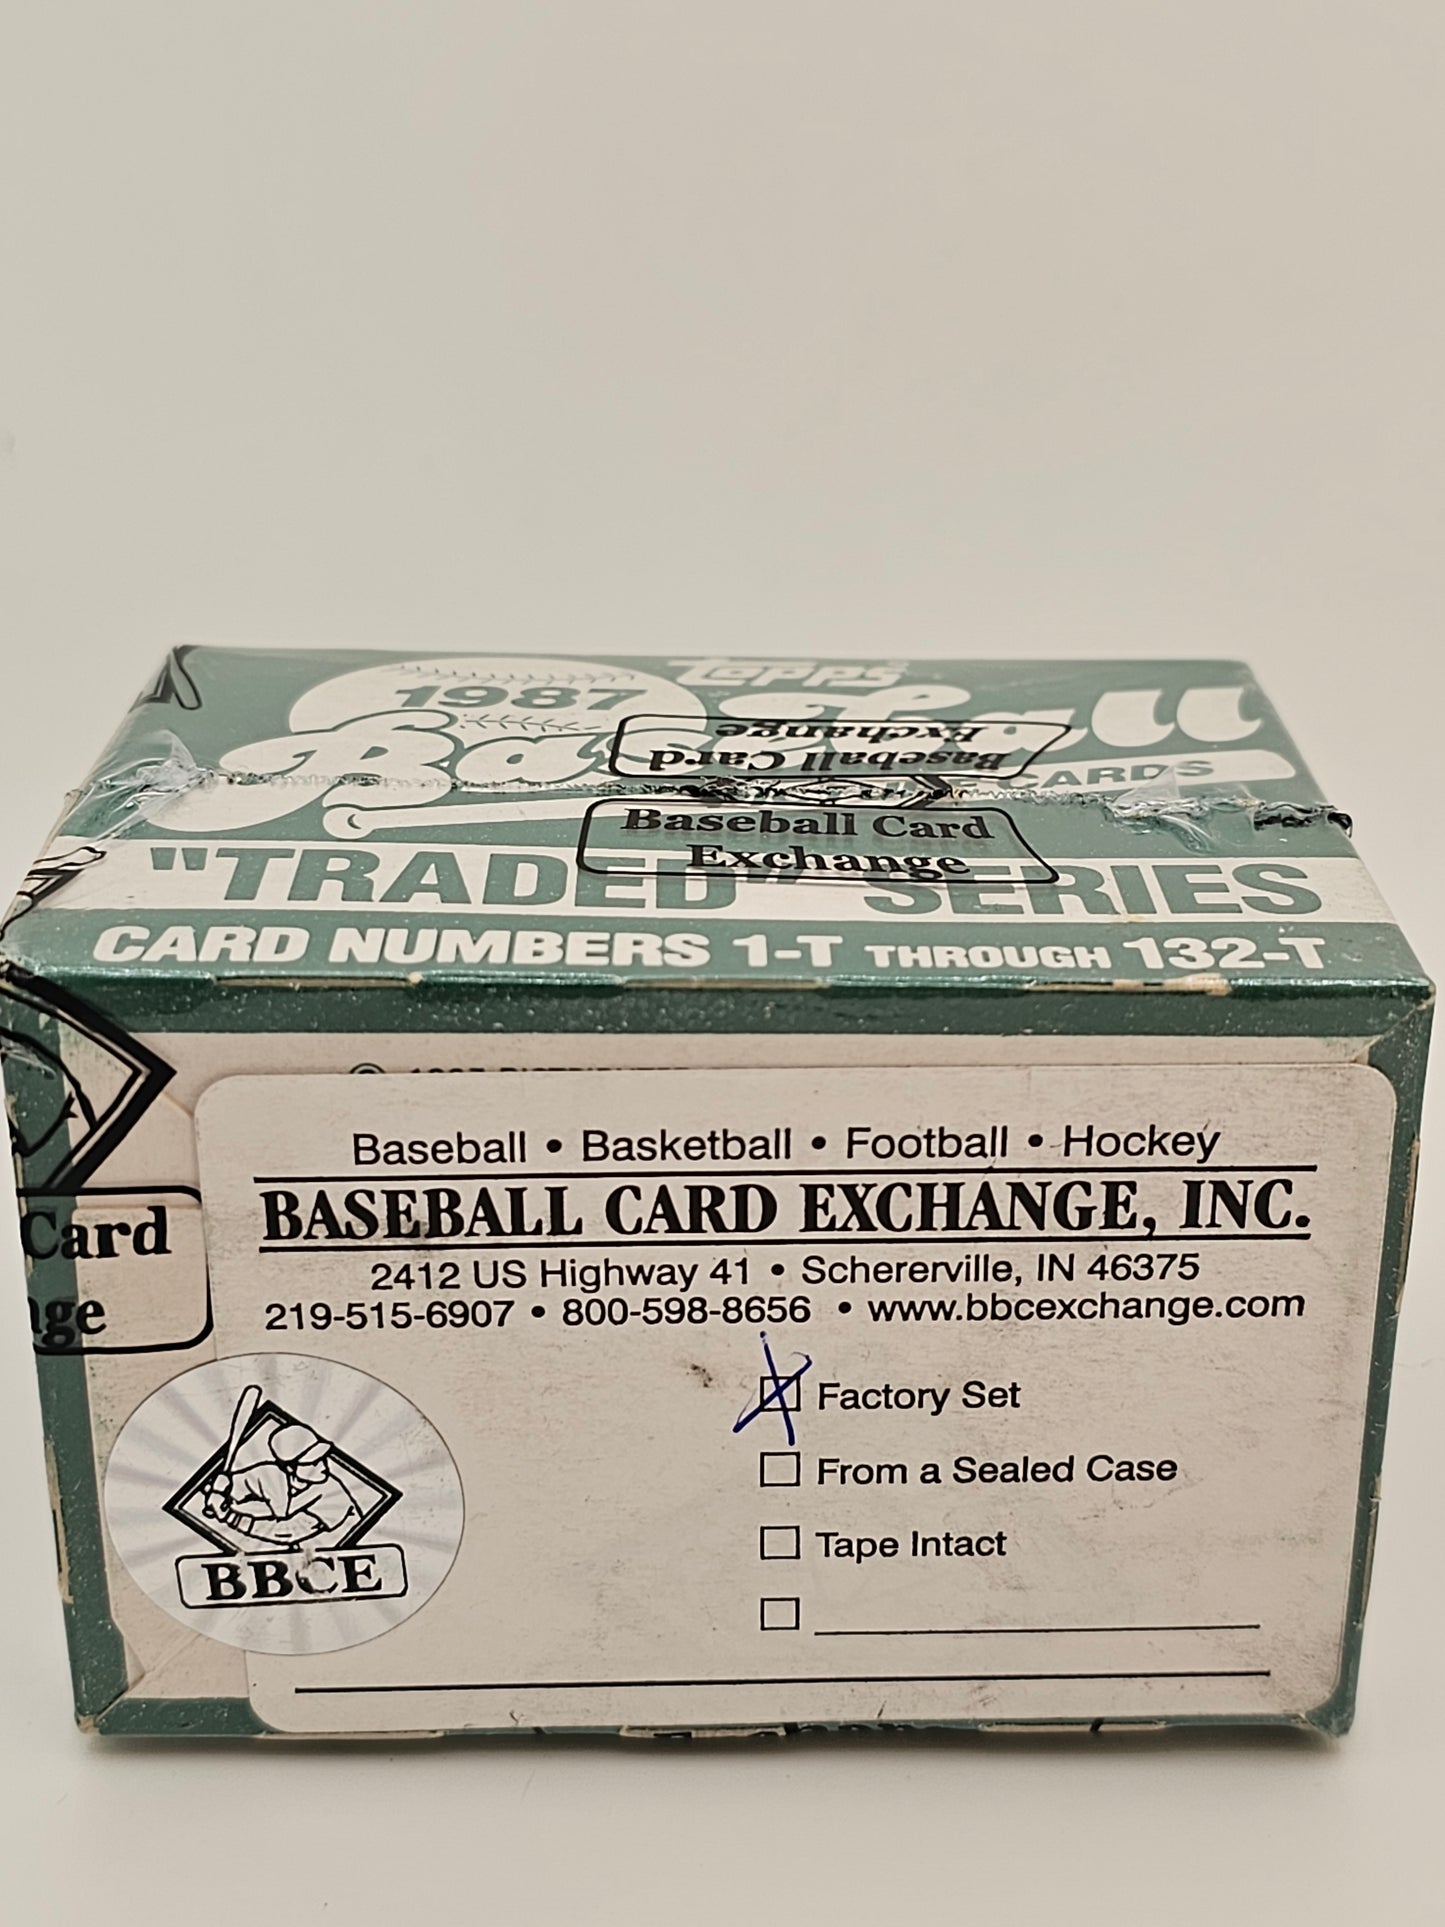 Topps
1987
Baseball
CARDS
Baseball Card
Exchange
Baseball Card
Exchange
"TRADED" SERIES
CARD NUMBERS 1-T THROUGH 132-T
Card
Baseball • Basketball • Football • Hockey
BASEBALL CARD EXCHANGE, INC.
2412 US Highway 41 • Schererville, IN 46375
219-515-6907 • 800-598-8656 • www.bbcexchange.com
Factory Set
From a Sealed Case
Tape Intact
BBCE